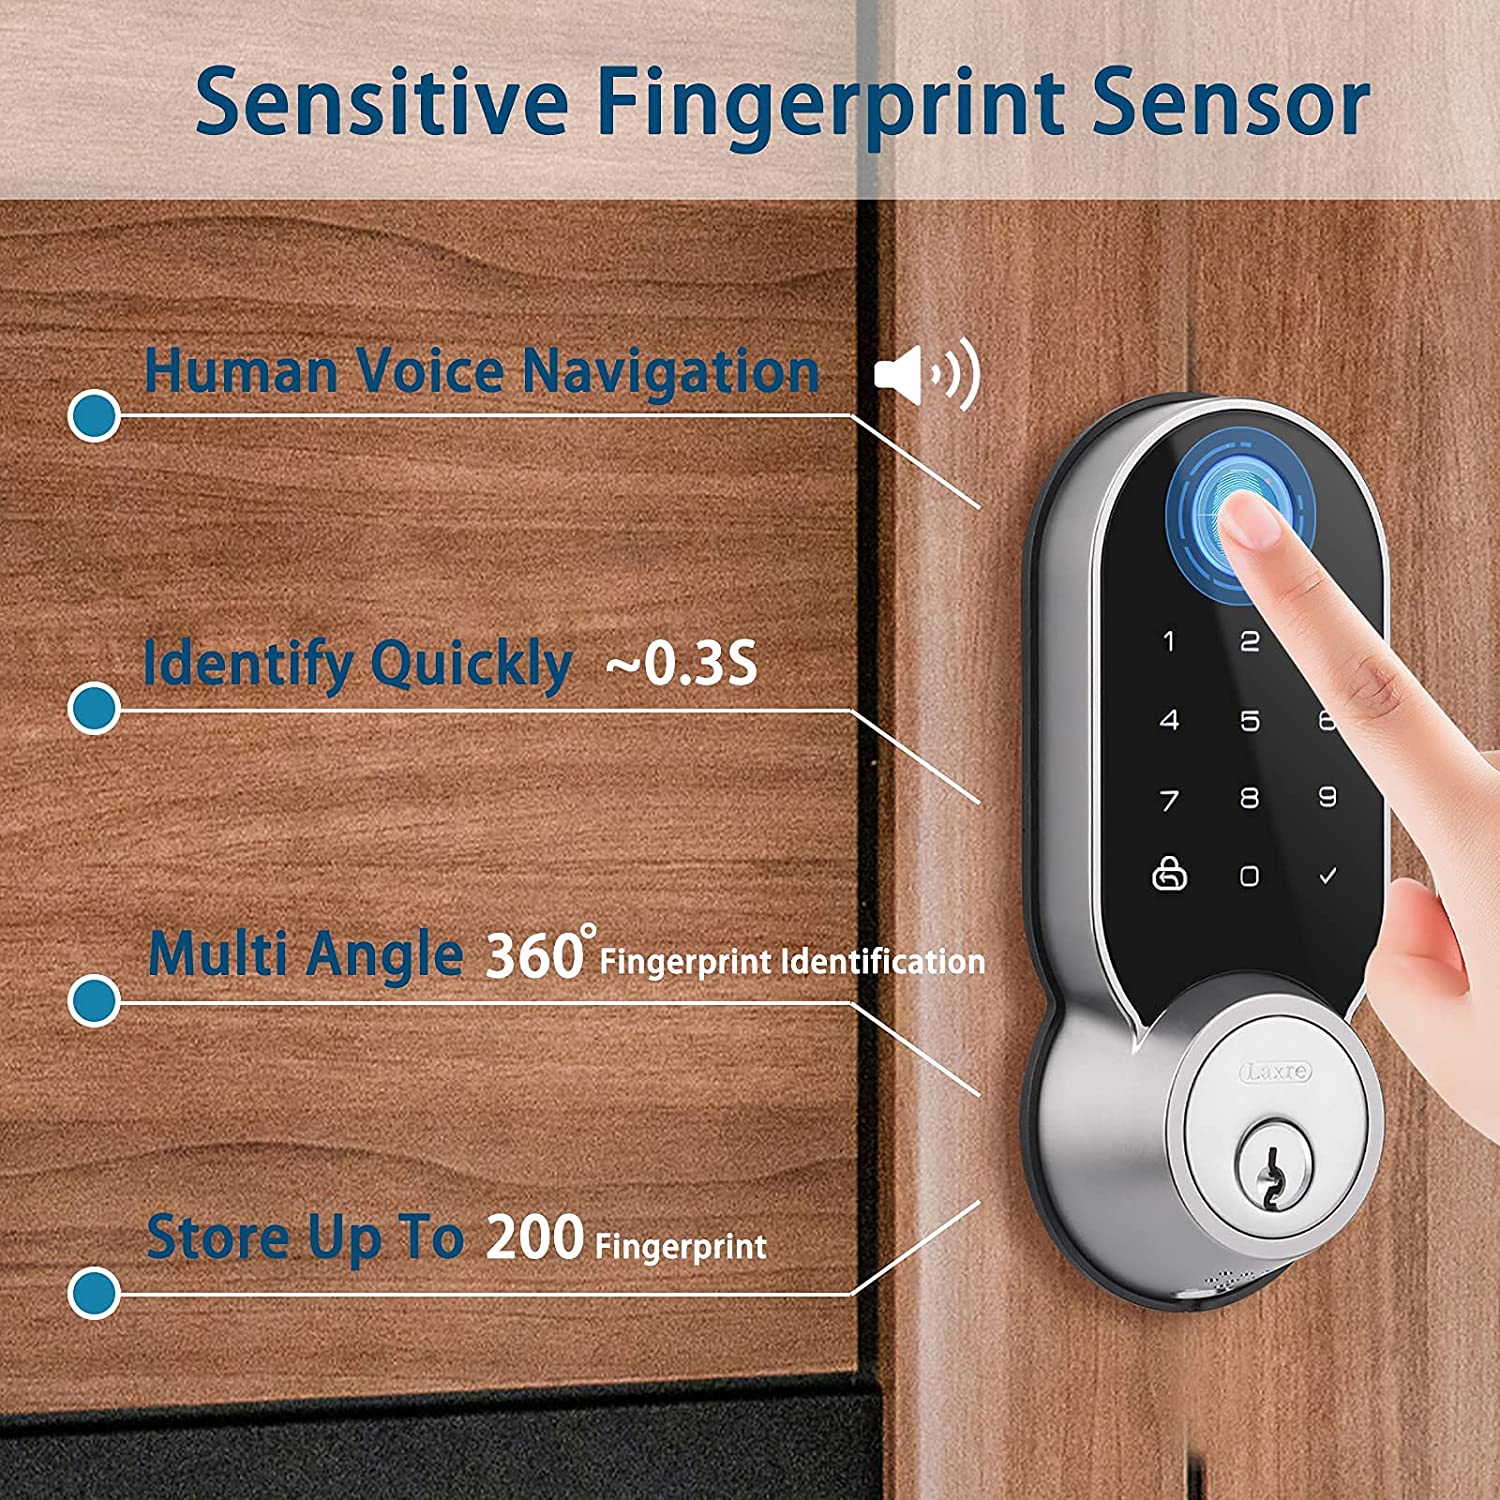 Sensitive Fingerprint Sensor
Human Voice Navigation
Identify Quickly ~0.3S
Multi Angle 360° Fingerprint Identification
Store Up To 200 Fingerprint
1 2
4 5 6
7 8 9
0 ✓
Laxre